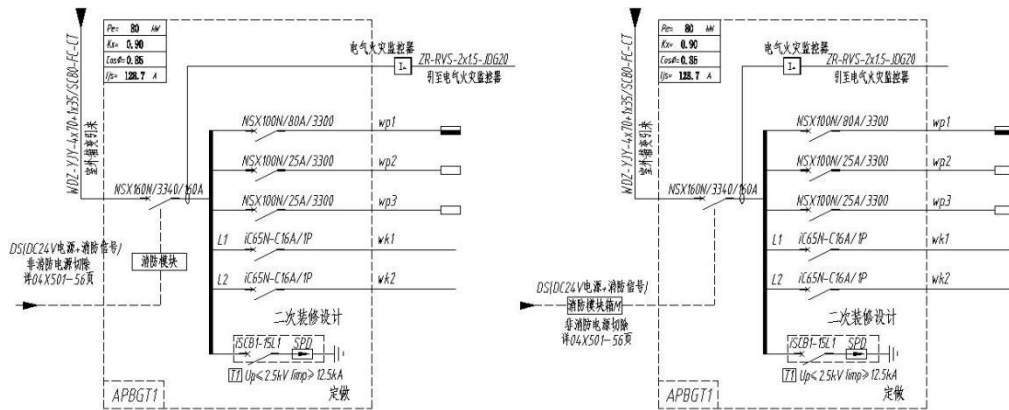 Pe= 80 kW
Kx= 0.90
CosΦ= 0.85
Ijs= 128.7 A
WDZ-YJY-4x70+1x35/SC80-FC-CT
室外箱变引来
电气火灾监控器
I△
ZR-RVS-2x1.5-JDG20
引至电气火灾监控器
NSX100N/80A/3300 wp1
NSX100N/25A/3300 wp2
NSX160N/3340/160A
NSX100N/25A/3300 wp3
L1 iC65N-C16A/1P wk1
DS(DC24V电源+消防信号)
非消防电源切除
详04X501-56页
消防模块
L2 iC65N-C16A/1P wk2
二次装修设计
iSCB1-15L1 SPD
T1 Up≤2.5kV Iimp≥12.5kA
APBGT1
定做
Pe= 80 kW
Kx= 0.90
CosΦ= 0.85
Ijs= 128.7 A
WDZ-YJY-4x70+1x35/SC80-FC-CT
室外箱变引来
电气火灾监控器
I△
ZR-RVS-2x1.5-JDG20
引至电气火灾监控器
NSX100N/80A/3300 wp1
NSX100N/25A/3300 wp2
NSX160N/3340/160A
NSX100N/25A/3300 wp3
L1 iC65N-C16A/1P wk1
L2 iC65N-C16A/1P wk2
DS(DC24V电源+消防信号)
消防模块箱M
非消防电源切除
详04X501-56页
二次装修设计
iSCB1-15L1 SPD
T1 Up≤2.5kV Iimp≥12.5kA
APBGT1
定做